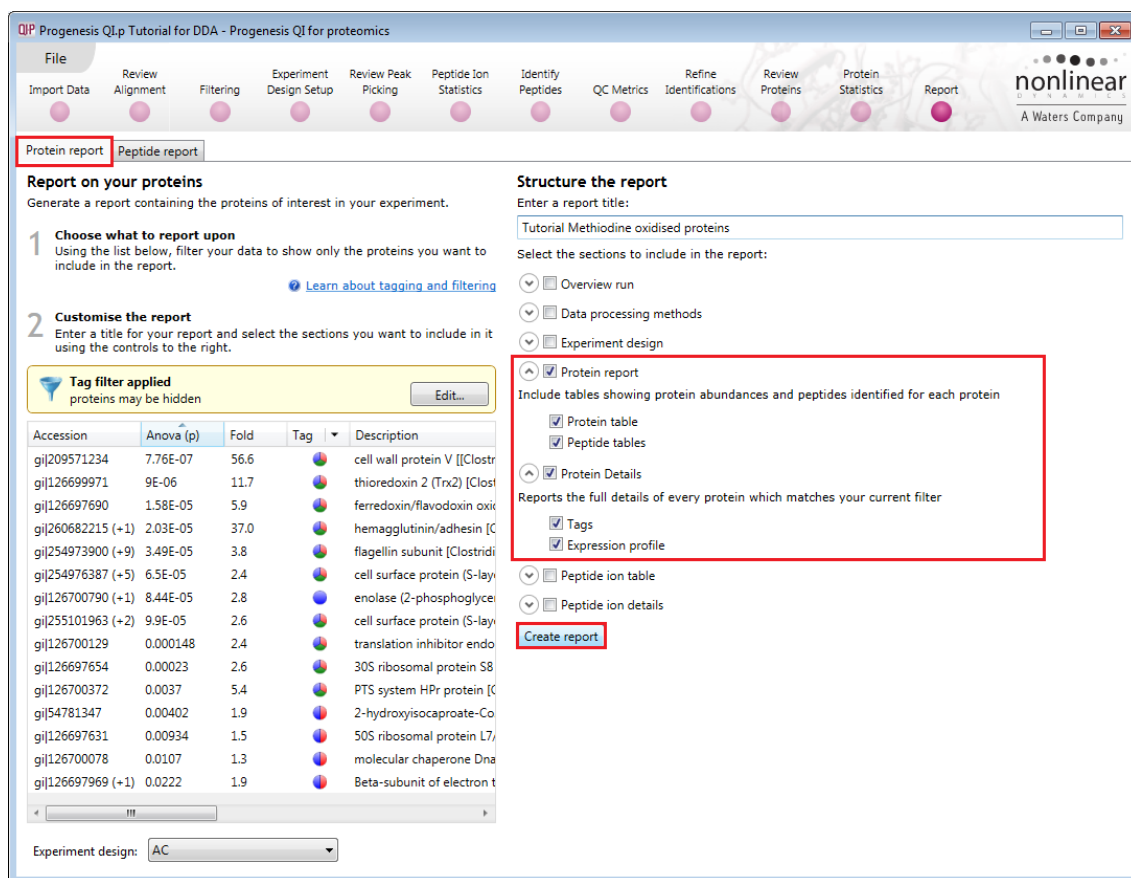 QIP Progenesis QI.p Tutorial for DDA - Progenesis QI for proteomics
File
Import Data
Review Alignment
Filtering
Experiment Design Setup
Review Peak Picking
Peptide Ion Statistics
Identify Peptides
QC Metrics
Refine Identifications
Review Proteins
Protein Statistics
Report
nonlinear
DYNAMICS
A Waters Company
Protein report
Peptide report
Report on your proteins
Generate a report containing the proteins of interest in your experiment.
1 Choose what to report upon
Using the list below, filter your data to show only the proteins you want to
include in the report.
Learn about tagging and filtering
2 Customise the report
Enter a title for your report and select the sections you want to include in it
using the controls to the right.
Tag filter applied
proteins may be hidden
Edit...
Accession Anova (p) Fold Tag Description
gi|209571234 7.76E-07 56.6 cell wall protein V [[Clostr
gi|126699971 9E-06 11.7 thioredoxin 2 (Trx2) [Clost
gi|126697690 1.58E-05 5.9 ferredoxin/flavodoxin oxi
gi|260682215 (+1) 2.03E-05 37.0 hemagglutinin/adhesin [C
gi|254973900 (+9) 3.49E-05 3.8 flagellin subunit [Clostridi
gi|254976387 (+5) 6.5E-05 2.4 cell surface protein (S-lay
gi|126700790 (+1) 8.44E-05 2.8 enolase (2-phosphoglyce
gi|255101963 (+2) 9.9E-05 2.6 cell surface protein (S-lay
gi|126700129 0.000148 2.4 translation inhibitor endo
gi|126697654 0.00023 2.6 30S ribosomal protein S8
gi|126700372 0.0037 5.4 PTS system HPr protein [C
gi|54781347 0.00402 1.9 2-hydroxyisocaproate-Co
gi|126697631 0.00934 1.5 50S ribosomal protein L7/
gi|126700078 0.0107 1.3 molecular chaperone Dna
gi|126697969 (+1) 0.0222 1.9 Beta-subunit of electron t
Experiment design: AC
Structure the report
Enter a report title:
Tutorial Methiodine oxidised proteins
Select the sections to include in the report:
Overview run
Data processing methods
Experiment design
Protein report
Include tables showing protein abundances and peptides identified for each protein
Protein table
Peptide tables
Protein Details
Reports the full details of every protein which matches your current filter
Tags
Expression profile
Peptide ion table
Peptide ion details
Create report